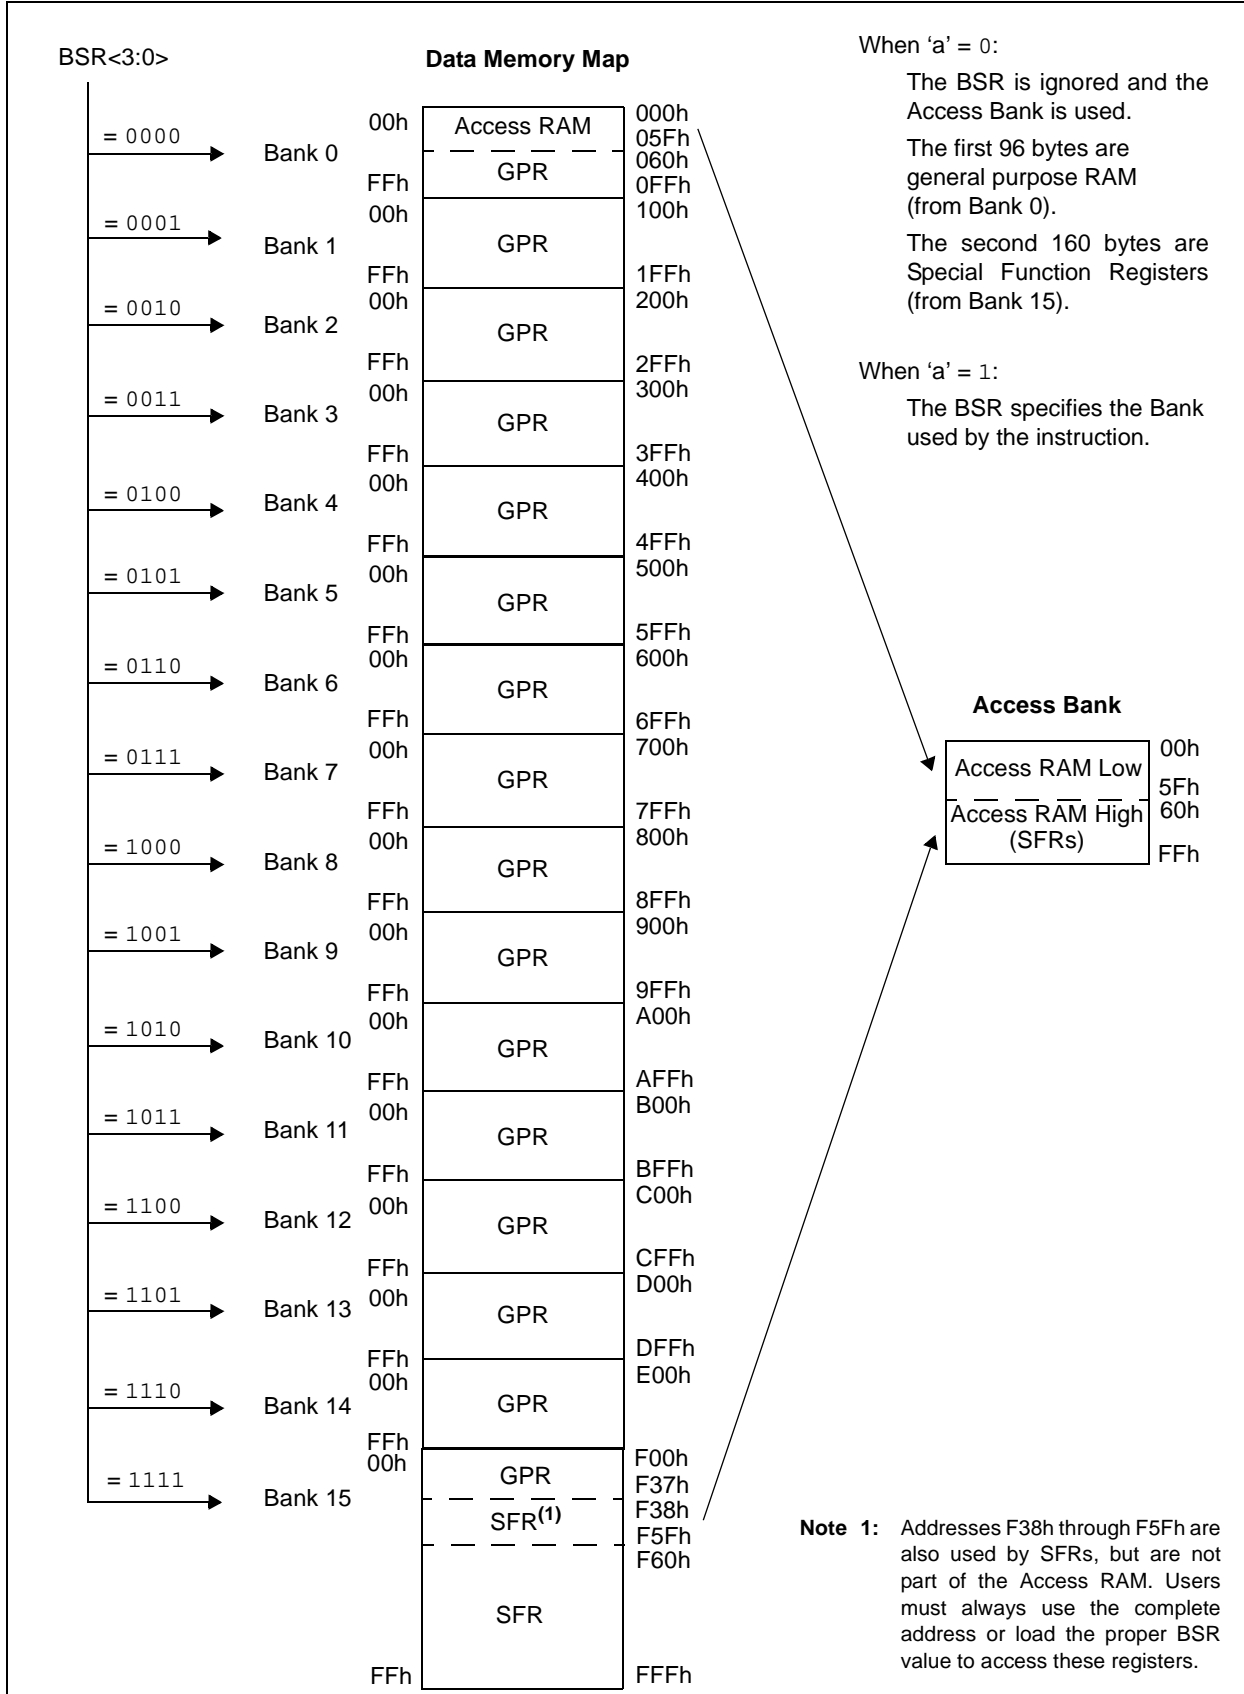 BSR<3:0>
Data Memory Map
When ‘a’ = 0:
The BSR is ignored and the
Access Bank is used.
The first 96 bytes are
general purpose RAM
(from Bank 0).
The second 160 bytes are
Special Function Registers
(from Bank 15).
When ‘a’ = 1:
The BSR specifies the Bank
used by the instruction.
= 0000
Bank 0
00h
Access RAM
000h
05Fh
060h
GPR
FFh
0FFh
= 0001
Bank 1
00h
GPR
100h
FFh
1FFh
= 0010
Bank 2
00h
GPR
200h
FFh
2FFh
= 0011
Bank 3
00h
GPR
300h
FFh
3FFh
= 0100
Bank 4
00h
GPR
400h
FFh
4FFh
= 0101
Bank 5
00h
GPR
500h
FFh
5FFh
= 0110
Bank 6
00h
GPR
600h
FFh
6FFh
= 0111
Bank 7
00h
GPR
700h
FFh
7FFh
= 1000
Bank 8
00h
GPR
800h
FFh
8FFh
= 1001
Bank 9
00h
GPR
900h
FFh
9FFh
= 1010
Bank 10
00h
GPR
A00h
FFh
AFFh
= 1011
Bank 11
00h
GPR
B00h
FFh
BFFh
= 1100
Bank 12
00h
GPR
C00h
FFh
CFFh
= 1101
Bank 13
00h
GPR
D00h
FFh
DFFh
= 1110
Bank 14
00h
GPR
E00h
FFh
= 1111
Bank 15
00h
GPR
F00h
F37h
SFR(1)
F38h
F5Fh
F60h
SFR
FFh
FFFh
Access Bank
Access RAM Low
00h
5Fh
Access RAM High
(SFRs)
60h
FFh
Note 1: Addresses F38h through F5Fh are
also used by SFRs, but are not
part of the Access RAM. Users
must always use the complete
address or load the proper BSR
value to access these registers.